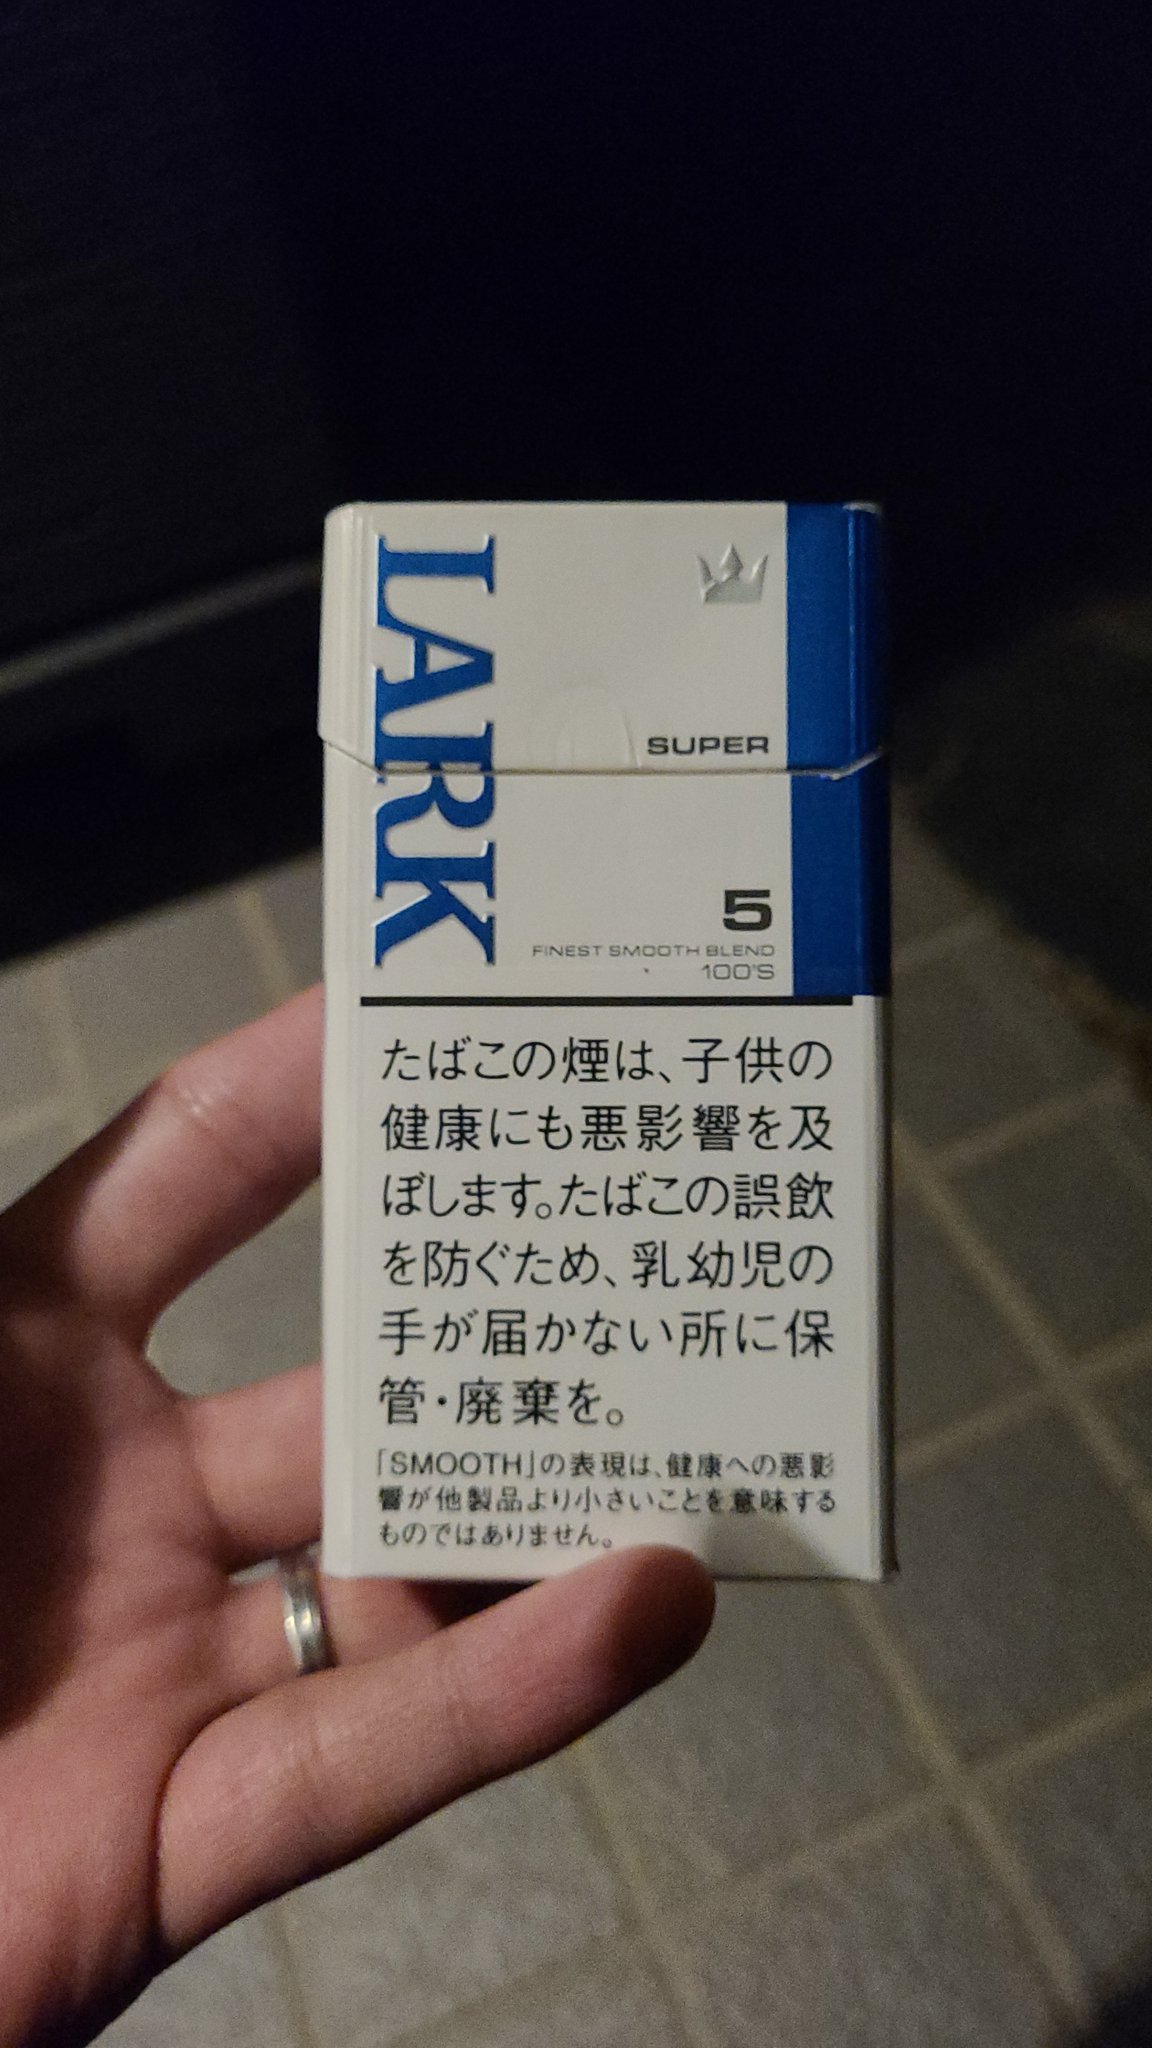 LARK
SUPER
5
FINEST SMOOTH BLEND
100'S
たばこの煙は、子供の
健康にも悪影響を及
ぼします。たばこの誤飲
を防ぐため、乳幼児の
手が届かない所に保
管・廃棄を。
「SMOOTH」の表現は、健康への悪影
響が他製品より小さいことを意味する
ものではありません。